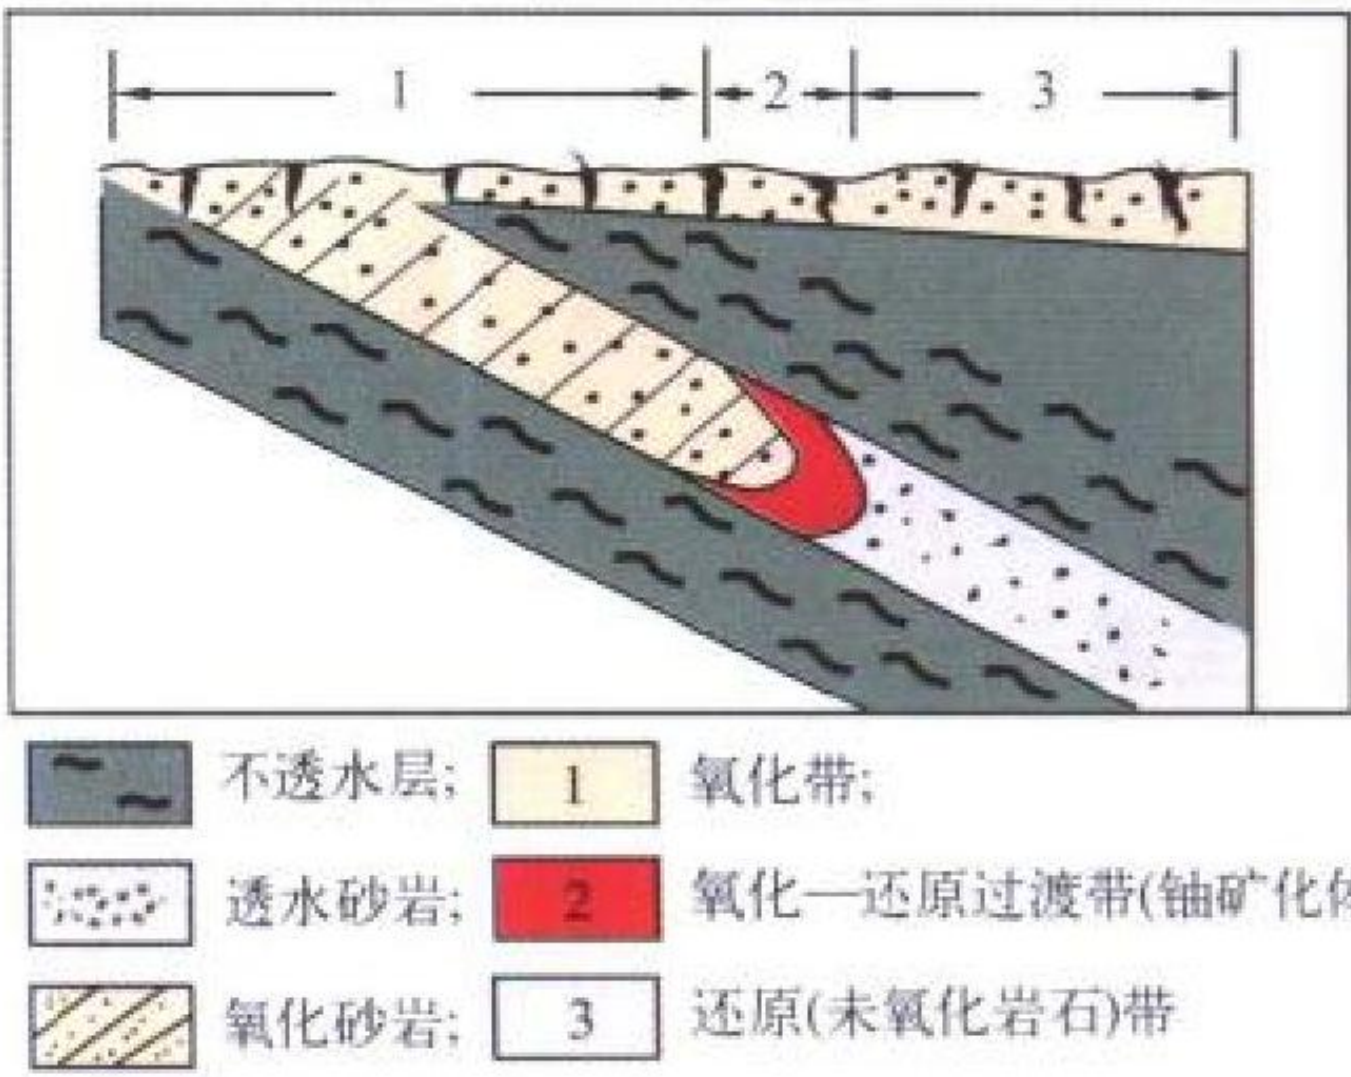 1 2 3
不透水层; 1 氧化带;
透水砂岩; 2 氧化—还原过渡带(铀矿化体
氧化砂岩; 3 还原(未氧化岩石)带